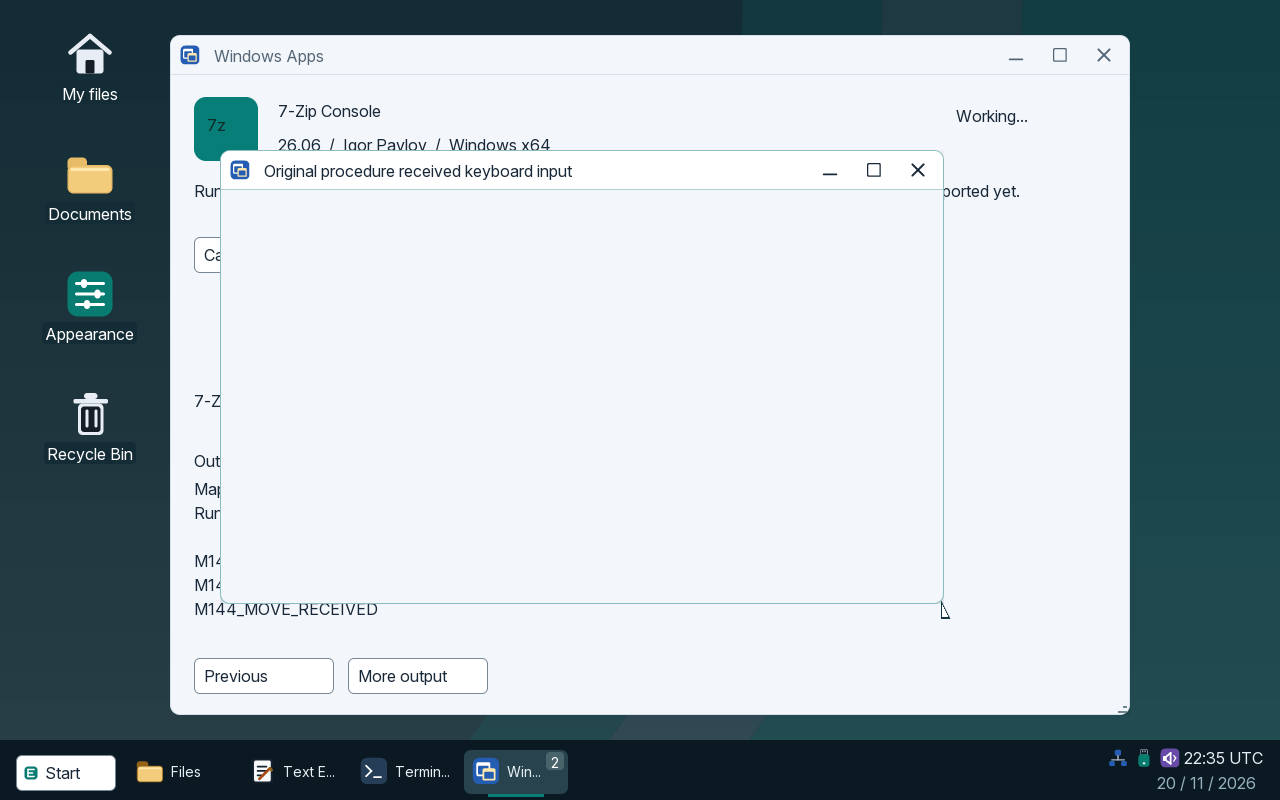 My files
Documents
Appearance
Recycle Bin
Windows Apps
7z
7-Zip Console
26.06 / Igor Pavlov / Windows x64
Working...
Original procedure received keyboard input
Run
ported yet.
Ca
7-Z
Out
Map
Run
M14
M14
M144_MOVE_RECEIVED
Previous
More output
Start
Files
Text E...
Termin...
Win...
2
22:35 UTC
20 / 11 / 2026